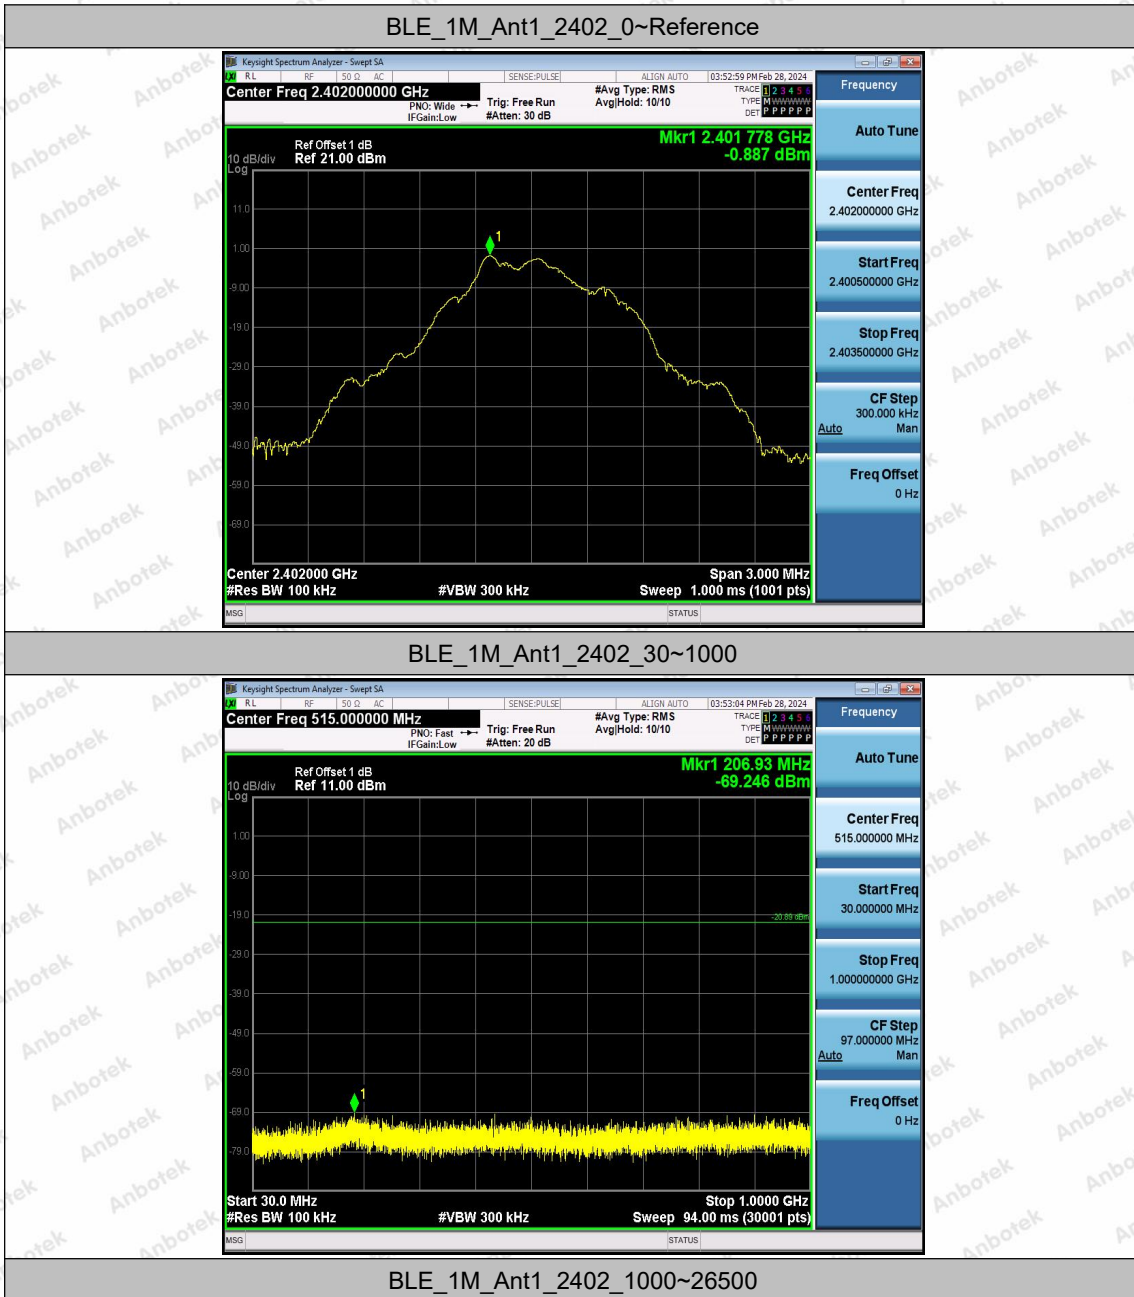 BLE_1M_Ant1_2402_0~Reference
Keysight Spectrum Analyzer - Swept SA
LXI RL RF 50 Ω AC SENSE:PULSE ALIGN AUTO 03:52:59 PM Feb 28, 2024
Center Freq 2.402000000 GHz
#Avg Type: RMS
TRACE 1 2 3 4 5 6
PNO: Wide
Trig: Free Run
Avg|Hold: 10/10
TYPE M WWWWW
IFGain:Low
#Atten: 30 dB
DET P P P P P P
Frequency
Auto Tune
Center Freq
2.402000000 GHz
Start Freq
2.400500000 GHz
Stop Freq
2.403500000 GHz
CF Step
300.000 kHz
Auto Man
Freq Offset
0 Hz
Mkr1 2.401 778 GHz
-0.887 dBm
Ref Offset 1 dB
10 dB/div Ref 21.00 dBm
Log
11.0
1
1.00
-9.00
-19.0
-29.0
-39.0
-49.0
-59.0
-69.0
Center 2.402000 GHz Span 3.000 MHz
#Res BW 100 kHz #VBW 300 kHz Sweep 1.000 ms (1001 pts)
MSG STATUS
BLE_1M_Ant1_2402_30~1000
Keysight Spectrum Analyzer - Swept SA
LXI RL RF 50 Ω AC SENSE:PULSE ALIGN AUTO 03:53:04 PM Feb 28, 2024
Center Freq 515.000000 MHz
#Avg Type: RMS
TRACE 1 2 3 4 5 6
PNO: Fast
Trig: Free Run
Avg|Hold: 10/10
TYPE M WWWWW
IFGain:Low
#Atten: 20 dB
DET P P P P P P
Frequency
Auto Tune
Center Freq
515.000000 MHz
Start Freq
30.000000 MHz
Stop Freq
1.000000000 GHz
CF Step
97.000000 MHz
Auto Man
Freq Offset
0 Hz
Mkr1 206.93 MHz
-69.246 dBm
Ref Offset 1 dB
10 dB/div Ref 11.00 dBm
Log
1.00
-9.00
-19.0
-20.89 dBm
-29.0
-39.0
-49.0
-59.0
1
-69.0
-79.0
Start 30.0 MHz Stop 1.0000 GHz
#Res BW 100 kHz #VBW 300 kHz Sweep 94.00 ms (30001 pts)
MSG STATUS
BLE_1M_Ant1_2402_1000~26500
Anbotek